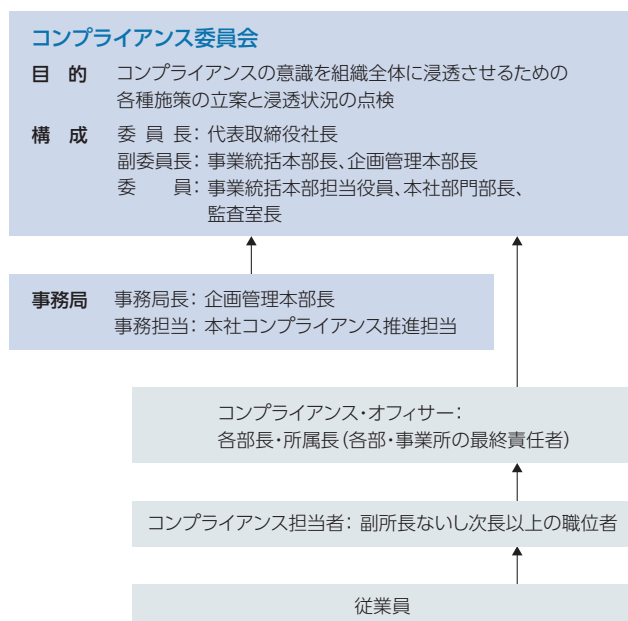 コンプライアンス委員会
目 的 コンプライアンスの意識を組織全体に浸透させるための
各種施策の立案と浸透状況の点検
構 成 委 員 長： 代表取締役社長
副委員長： 事業統括本部長、企画管理本部長
委 員： 事業統括本部担当役員、本社部門部長、
監査室長
事務局 事務局長： 企画管理本部長
事務担当： 本社コンプライアンス推進担当
コンプライアンス・オフィサー：
各部長・所属長（各部・事業所の最終責任者）
コンプライアンス担当者： 副所長ないし次長以上の職位者
従業員